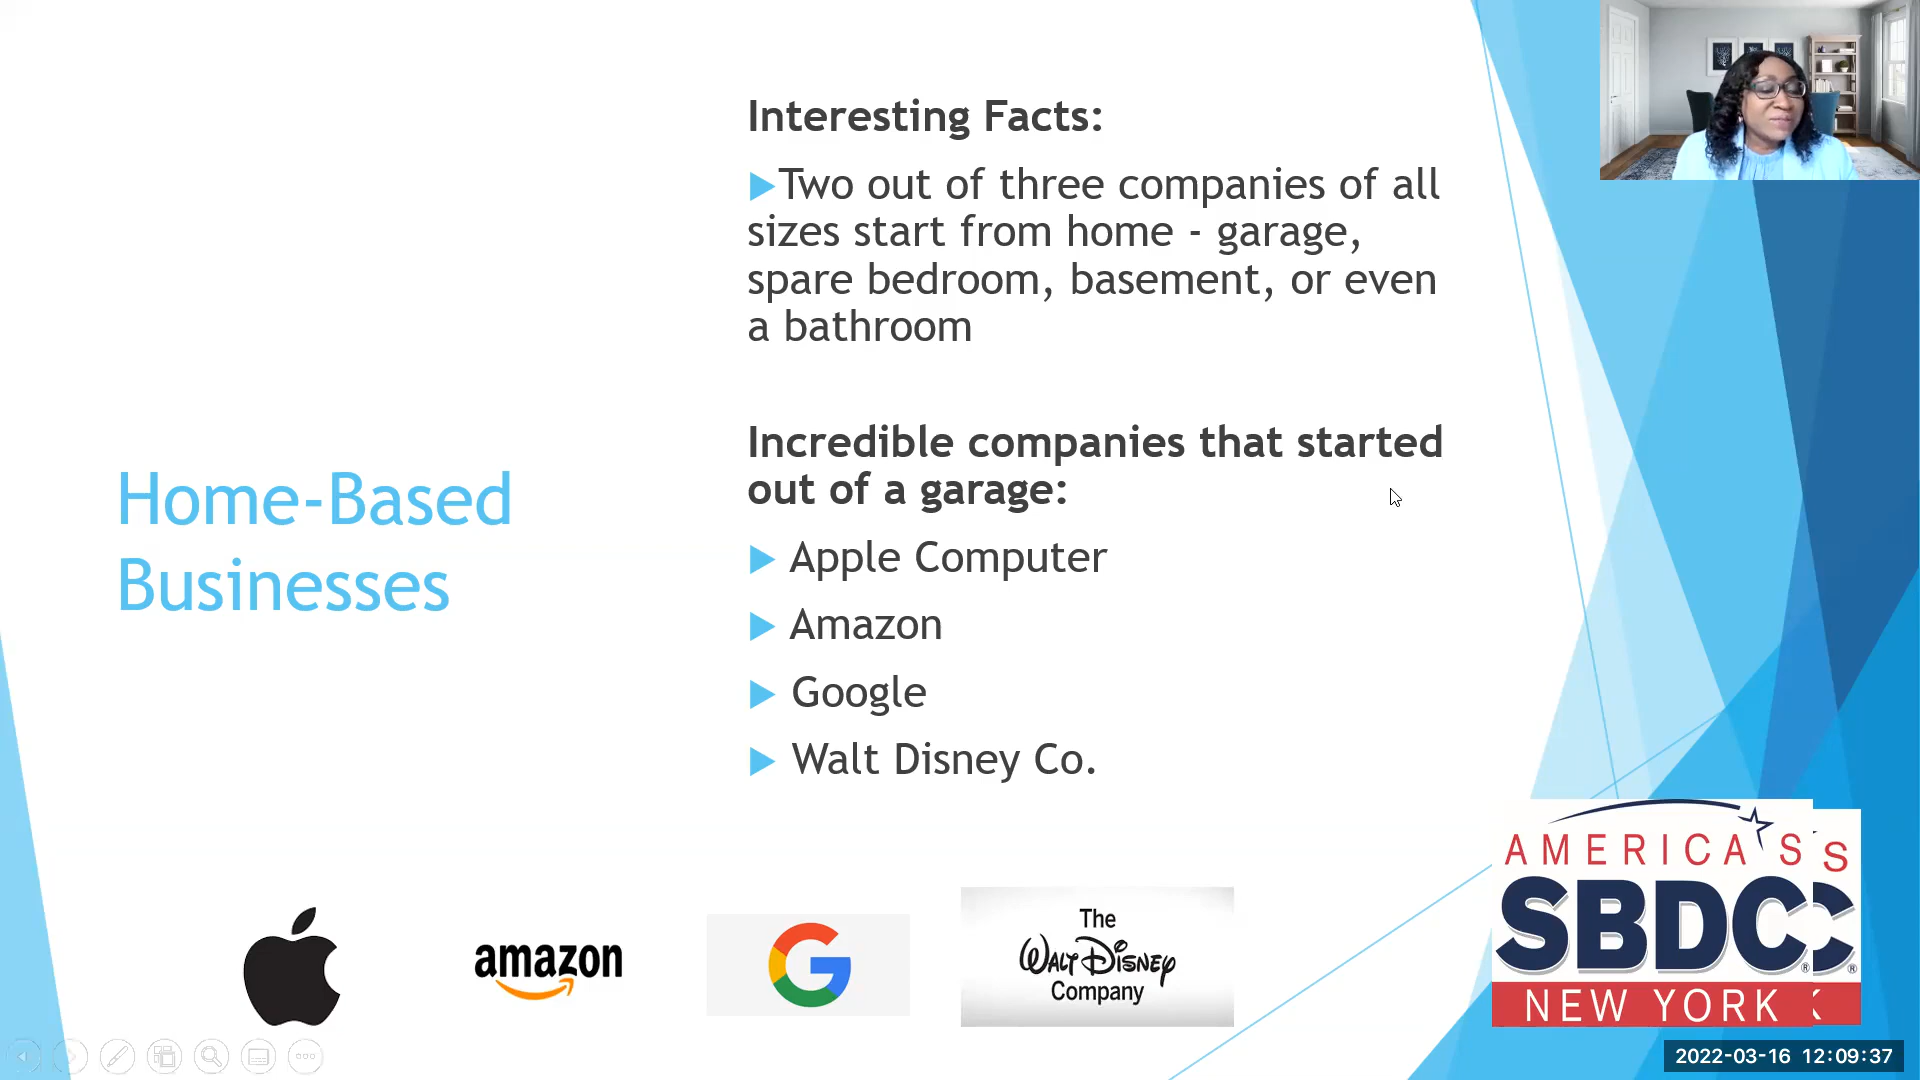 Home-Based
Businesses
Interesting Facts:
Two out of three companies of all
sizes start from home - garage,
spare bedroom, basement, or even
a bathroom
Incredible companies that started
out of a garage:
Apple Computer
Amazon
Google
Walt Disney Co.
amazon
G
The
Walt Disney
Company
AMERICA'S
SBDC®
NEW YORK
S
C®
K
2022-03-16 12:09:37